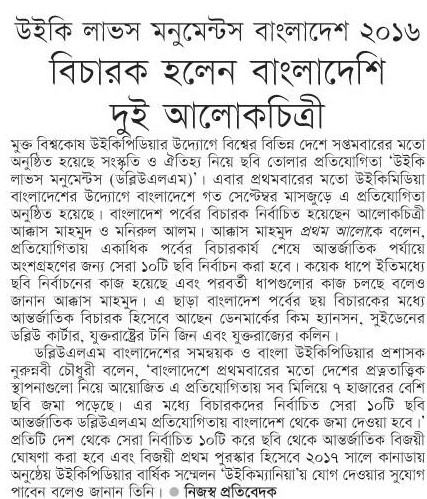 উইকি লাভস মনুমেন্টস বাংলাদেশ ২০১৬
বিচারক হলেন বাংলাদেশি
দুই আলোকচিত্রী
মুক্ত বিশ্বকোষ উইকিপিডিয়ার উদ্যোগে বিশ্বের বিভিন্ন দেশে সপ্তমবারের মতো
অনুষ্ঠিত হয়েছে সংস্কৃতি ও ঐতিহ্য নিয়ে ছবি তোলার প্রতিযোগিতা ‘উইকি
লাভস মনুমেন্টস (ডব্লিউএলএম)’। এবার প্রথমবারের মতো উইকিমিডিয়া
বাংলাদেশের উদ্যোগে বাংলাদেশে গত সেপ্টেম্বর মাসজুড়ে এ প্রতিযোগিতা
অনুষ্ঠিত হয়েছে। বাংলাদেশ পর্বের বিচারক নির্বাচিত হয়েছেন আলোকচিত্রী
আক্কাস মাহমুদ ও মনিরুল আলম। আক্কাস মাহমুদ প্রথম আলোকে বলেন,
প্রতিযোগিতায় একাধিক পর্বের বিচারকার্য শেষে আন্তর্জাতিক পর্যায়ে
অংশগ্রহণের জন্য সেরা ১০টি ছবি নির্বাচন করা হবে। কয়েক ধাপে ইতিমধ্যে
ছবি নির্বাচনের কাজ হয়েছে এবং পরবর্তী ধাপগুলোর কাজ চলছে বলেও
জানান আক্কাস মাহমুদ। এ ছাড়া বাংলাদেশ পর্বের ছয় বিচারকের মধ্যে
আন্তর্জাতিক বিচারক হিসেবে আছেন ডেনমার্কের কিম হ্যানসন, সুইডেনের
ডব্লিউ কার্টার, যুক্তরাষ্ট্রের টনি জিন এবং যুক্তরাজ্যের কলিন।
ডব্লিউএলএম বাংলাদেশের সমন্বয়ক ও বাংলা উইকিপিডিয়ার প্রশাসক
নুরুন্নবী চৌধুরী বলেন, ‘বাংলাদেশে প্রথমবারের মতো দেশের প্রত্নতাত্ত্বিক
স্থাপনাগুলো নিয়ে আয়োজিত এ প্রতিযোগিতায় সব মিলিয়ে ৭ হাজারের বেশি
ছবি জমা পড়েছে। এর মধ্যে বিচারকদের নির্বাচিত সেরা ১০টি ছবি
আন্তর্জাতিক ডব্লিউএলএম প্রতিযোগিতায় বাংলাদেশ থেকে জমা দেওয়া হবে।’
প্রতিটি দেশ থেকে সেরা নির্বাচিত ১০টি করে ছবি থেকে আন্তর্জাতিক বিজয়ী
ঘোষণা করা হবে এবং বিজয়ী প্রথম পুরস্কার হিসেবে ২০১৭ সালে কানাডায়
অনুষ্ঠেয় উইকিপিডিয়ার বার্ষিক সম্মেলন ‘উইকিম্যানিয়া’য় যোগ দেওয়ার সুযোগ
পাবেন বলেও জানান তিনি। ● নিজস্ব প্রতিবেদক